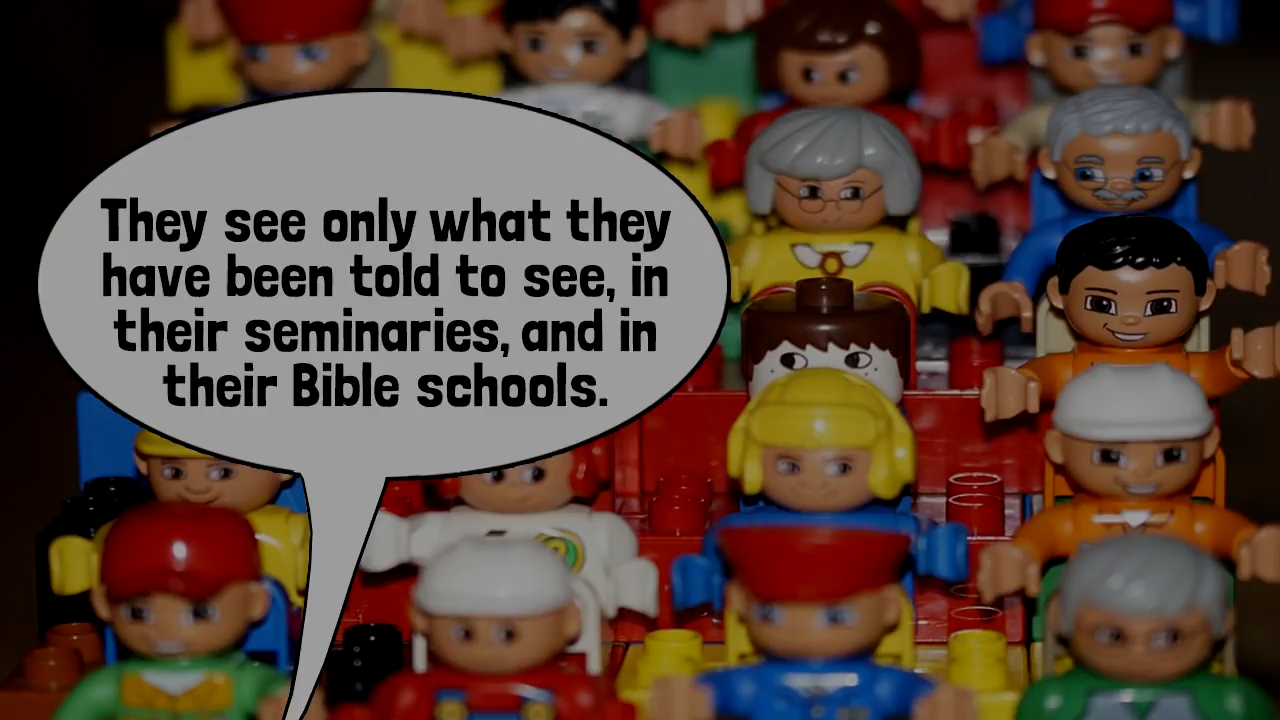 They see only what they
have been told to see, in
their seminaries, and in
their Bible schools.